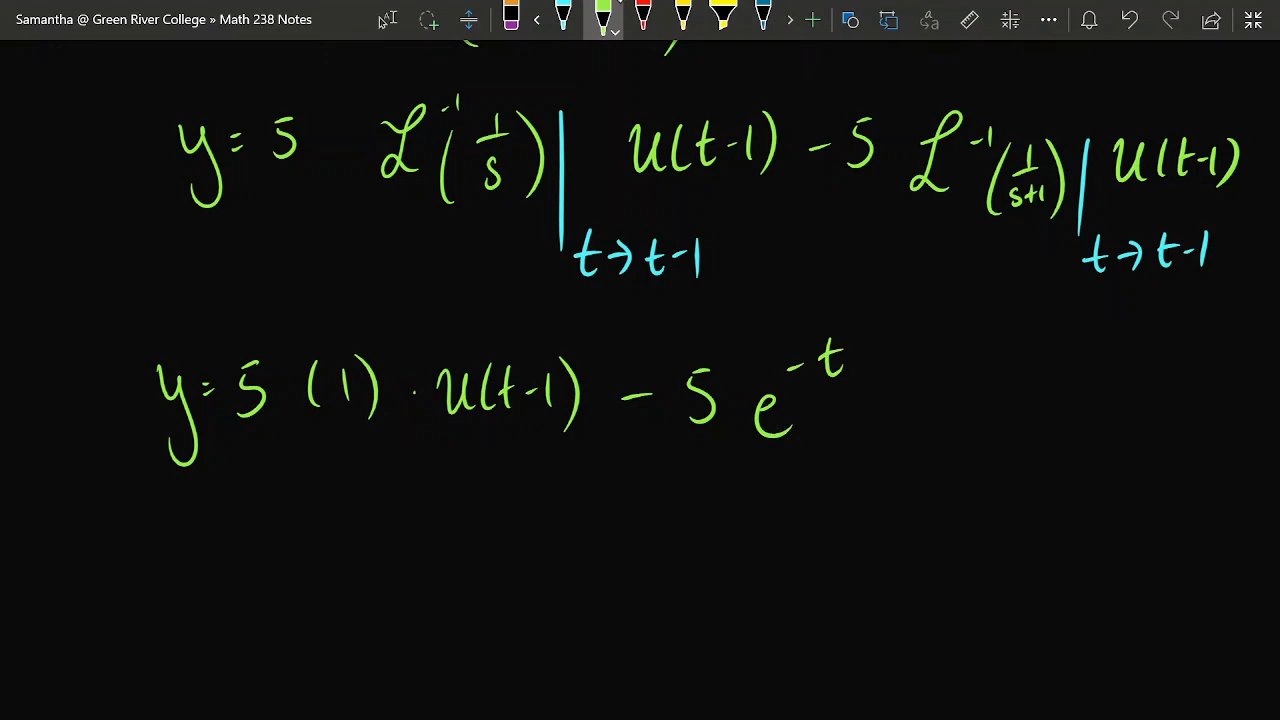 Samantha @ Green River College » Math 238 Notes
y = 5 ℒ⁻¹(1/s)| u(t-1) - 5 ℒ⁻¹(1/(s+1))| u(t-1)
t→t-1 t→t-1
y = 5 (1) · u(t-1) - 5 e^(-t)